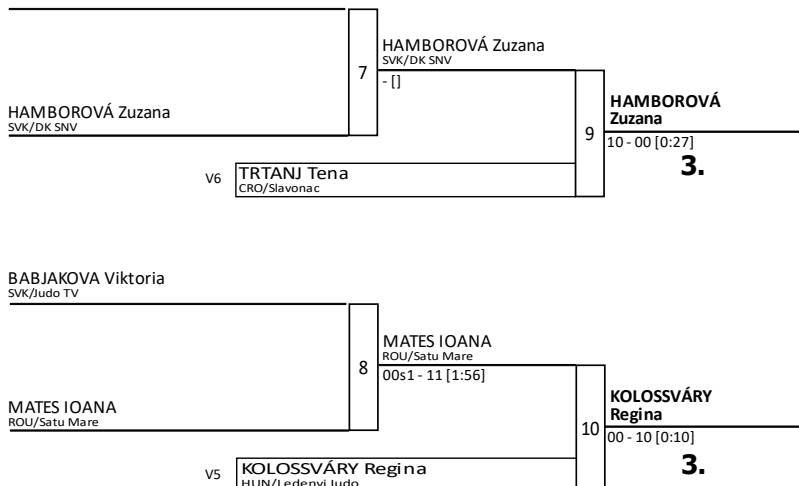 HAMBOROVÁ Zuzana
SVK/DK SNV
7
- []
HAMBOROVÁ Zuzana
SVK/DK SNV
HAMBOROVÁ
Zuzana
9
10 - 00 [0:27]
3.
V6
TRTANJ Tena
CRO/Slavonac
BABJAKOVA Viktoria
SVK/Judo TV
MATES IOANA
ROU/Satu Mare
8
00s1 - 11 [1:56]
MATES IOANA
ROU/Satu Mare
KOLOSSVÁRY
Regina
10
00 - 10 [0:10]
3.
V5
KOLOSSVÁRY Regina
HUN/Ledenyi Judo